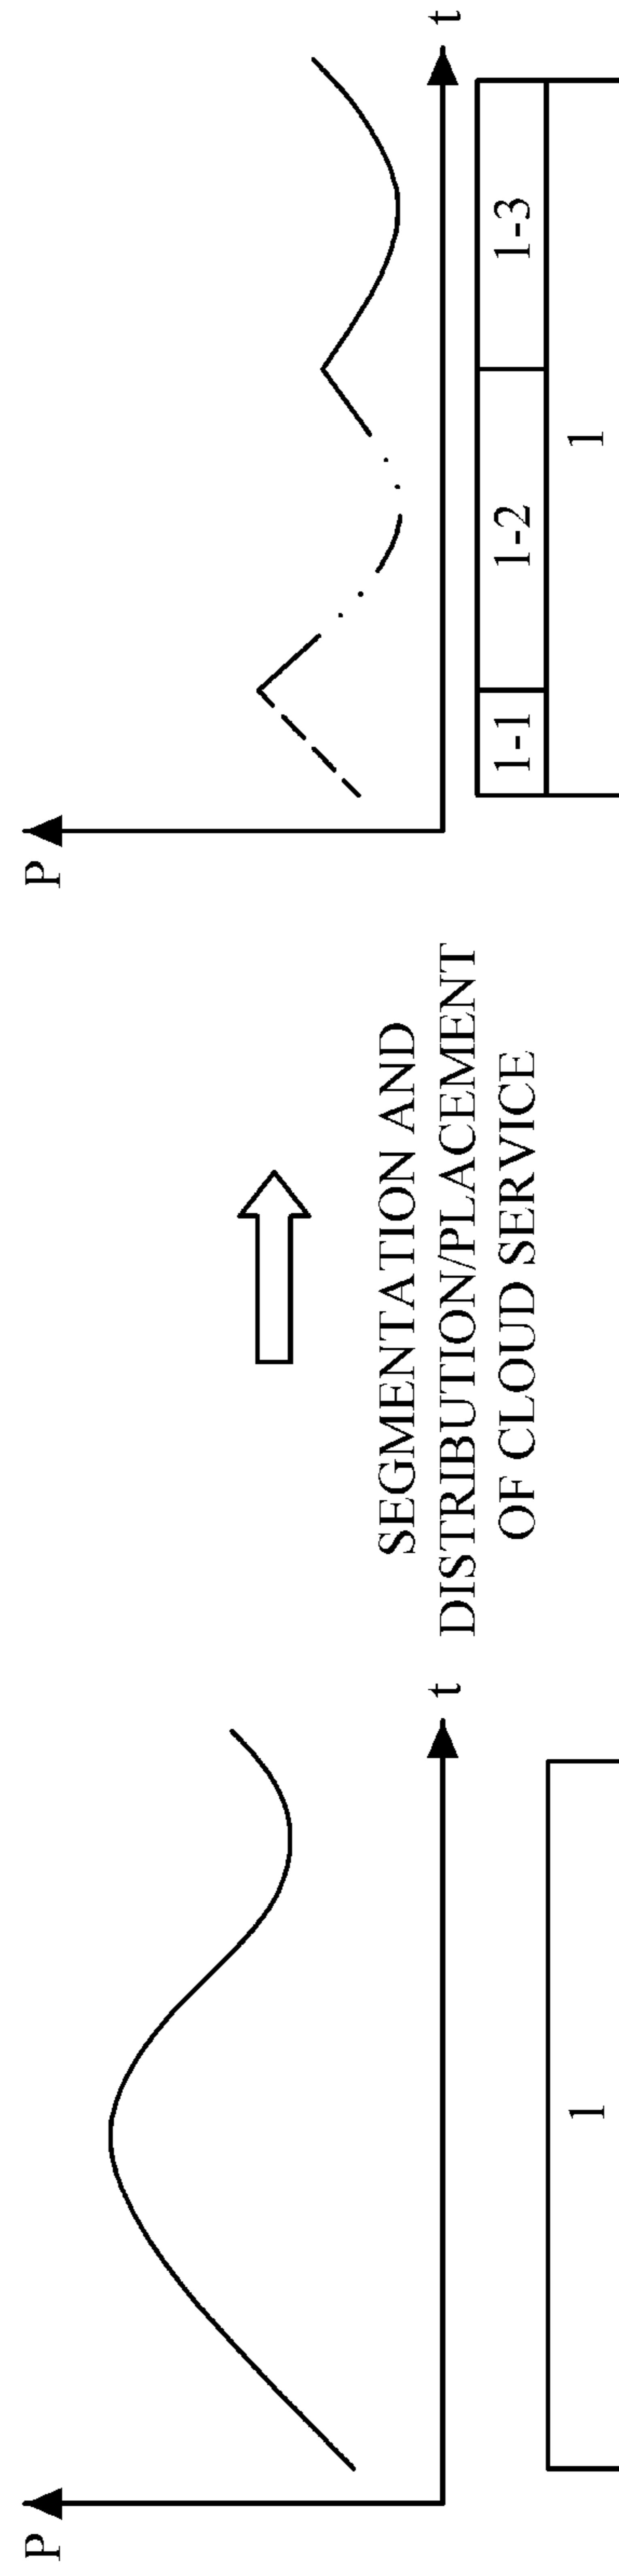 P
t
1
SEGMENTATION AND
DISTRIBUTION/PLACEMENT
OF CLOUD SERVICE
P
t
1-1 1-2 1-3
1